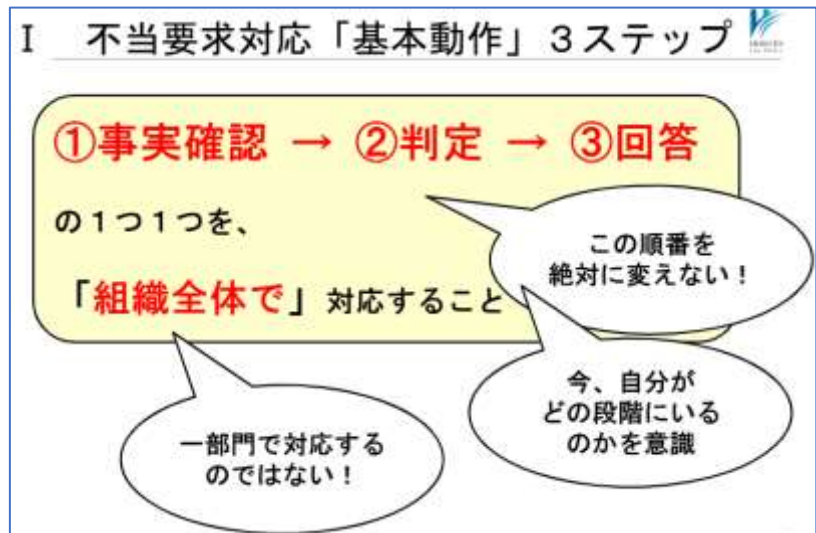 Ⅰ 不当要求対応「基本動作」３ステップ
①事実確認 → ②判定 → ③回答
の１つ１つを、
「組織全体で」対応すること
この順番を
絶対に変えない！
今、自分が
どの段階にいる
のかを意識
一部門で対応する
のではない！